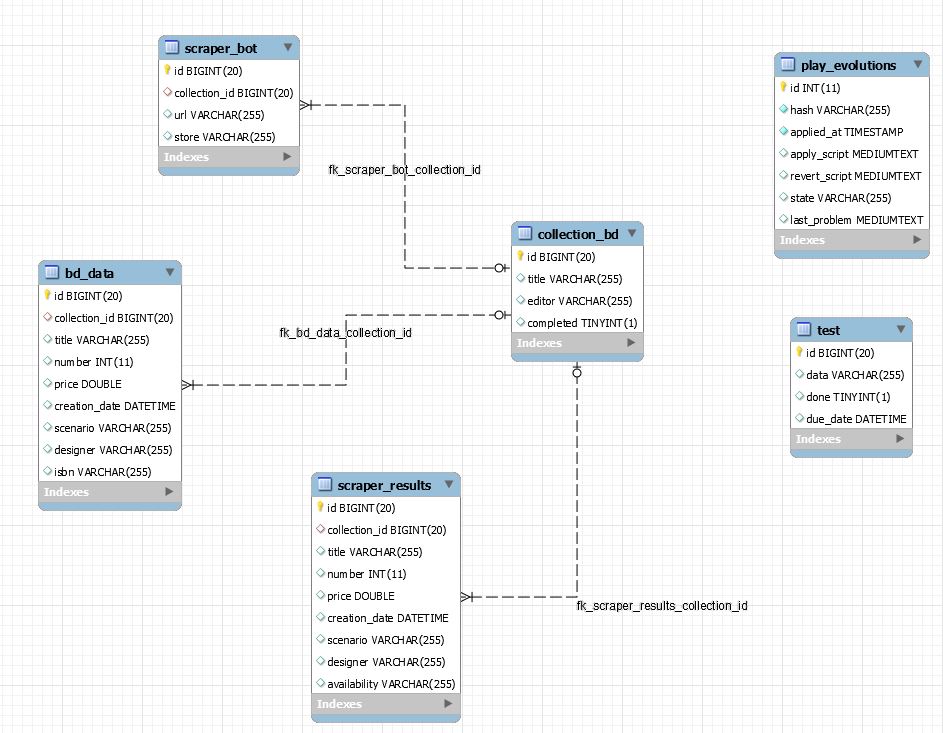 scraper_bot
id BIGINT(20)
collection_id BIGINT(20)
url VARCHAR(255)
store VARCHAR(255)
Indexes
play_evolutions
id INT(11)
hash VARCHAR(255)
applied_at TIMESTAMP
apply_script MEDIUMTEXT
revert_script MEDIUMTEXT
state VARCHAR(255)
last_problem MEDIUMTEXT
Indexes
fk_scraper_bot_collection_id
collection_bd
id BIGINT(20)
title VARCHAR(255)
editor VARCHAR(255)
completed TINYINT(1)
Indexes
bd_data
id BIGINT(20)
collection_id BIGINT(20)
title VARCHAR(255)
number INT(11)
price DOUBLE
creation_date DATETIME
scenario VARCHAR(255)
designer VARCHAR(255)
isbn VARCHAR(255)
Indexes
fk_bd_data_collection_id
test
id BIGINT(20)
data VARCHAR(255)
done TINYINT(1)
due_date DATETIME
Indexes
scraper_results
id BIGINT(20)
collection_id BIGINT(20)
title VARCHAR(255)
number INT(11)
price DOUBLE
creation_date DATETIME
scenario VARCHAR(255)
designer VARCHAR(255)
availability VARCHAR(255)
Indexes
fk_scraper_results_collection_id